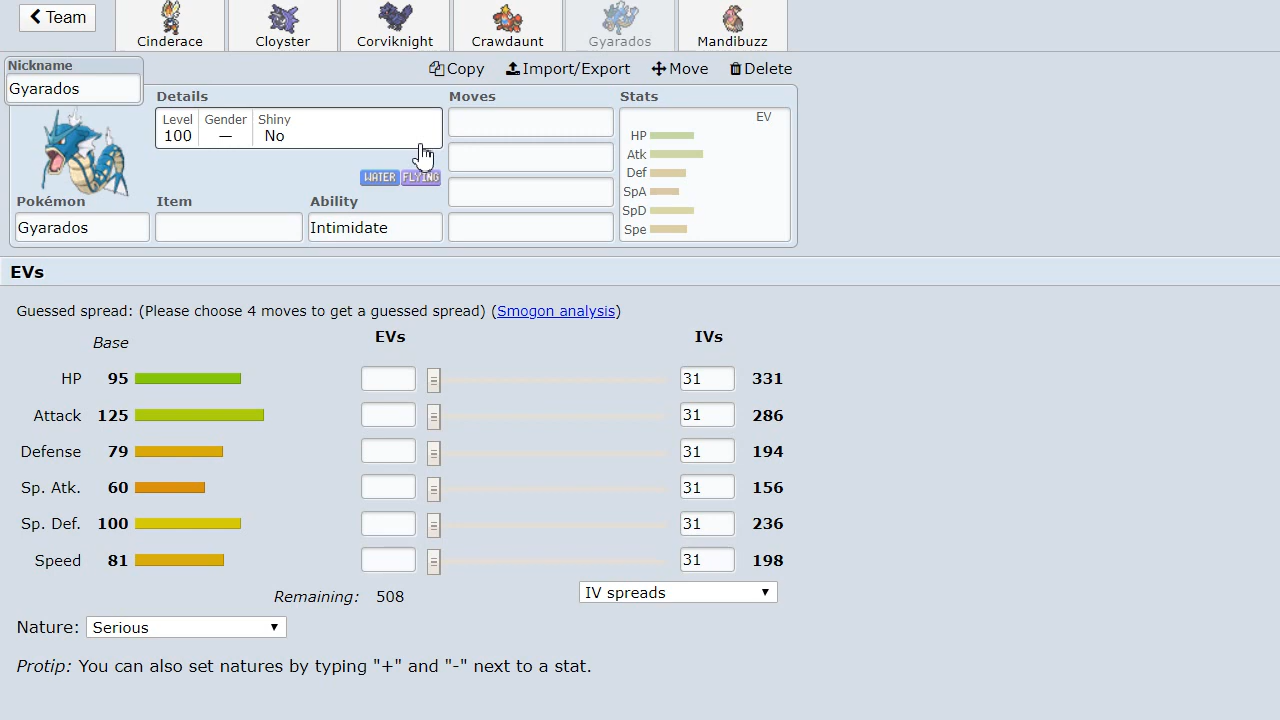 Team
Cinderace
Cloyster
Corviknight
Crawdaunt
Gyarados
Mandibuzz
Nickname
Gyarados
Copy
Import/Export
Move
Delete
Details
Moves
Stats
Level
Gender
Shiny
100
—
No
EV
HP
Atk
Def
SpA
SpD
Spe
WATER
FLYING
Pokémon
Item
Ability
Gyarados
Intimidate
EVs
Guessed spread: (Please choose 4 moves to get a guessed spread) (Smogon analysis)
Base
EVs
IVs
HP 95 31 331
Attack 125 31 286
Defense 79 31 194
Sp. Atk. 60 31 156
Sp. Def. 100 31 236
Speed 81 31 198
Remaining: 508
IV spreads
Nature: Serious
Protip: You can also set natures by typing "+" and "-" next to a stat.